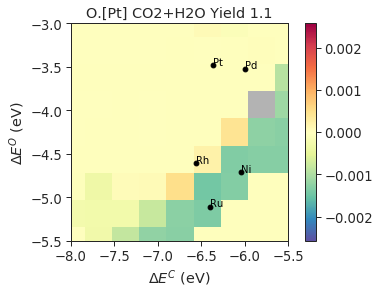 O.[Pt] CO2+H2O Yield 1.1
ΔE^O (eV)
−3.0
−3.5
−4.0
−4.5
−5.0
−5.5
Pt
Pd
Rh
Ni
Ru
−8.0 −7.5 −7.0 −6.5 −6.0 −5.5
ΔE^C (eV)
0.002
0.001
0.000
−0.001
−0.002